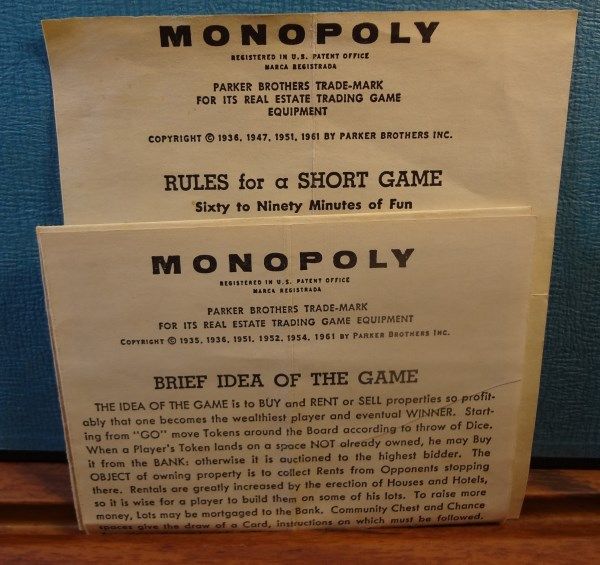 MONOPOLY
REGISTERED IN U.S. PATENT OFFICE
MARCA REGISTRADA
PARKER BROTHERS TRADE-MARK
FOR ITS REAL ESTATE TRADING GAME
EQUIPMENT
COPYRIGHT © 1936, 1947, 1951, 1961 BY PARKER BROTHERS INC.
RULES for a SHORT GAME
Sixty to Ninety Minutes of Fun
MONOPOLY
REGISTERED IN U.S. PATENT OFFICE
MARCA REGISTRADA
PARKER BROTHERS TRADE-MARK
FOR ITS REAL ESTATE TRADING GAME EQUIPMENT
COPYRIGHT © 1935, 1936, 1951, 1952, 1954, 1961 BY PARKER BROTHERS INC.
BRIEF IDEA OF THE GAME
THE IDEA OF THE GAME is to BUY and RENT or SELL properties so profit-
ably that one becomes the wealthiest player and eventual WINNER. Start-
ing from "GO" move Tokens around the Board according to throw of Dice.
When a Player's Token lands on a space NOT already owned, he may Buy
it from the BANK: otherwise it is auctioned to the highest bidder. The
OBJECT of owning property is to collect Rents from Opponents stopping
there. Rentals are greatly increased by the erection of Houses and Hotels,
so it is wise for a player to build them on some of his lots. To raise more
money, Lots may be mortgaged to the Bank. Community Chest and Chance
spaces give the draw of a Card, instructions on which must be followed.